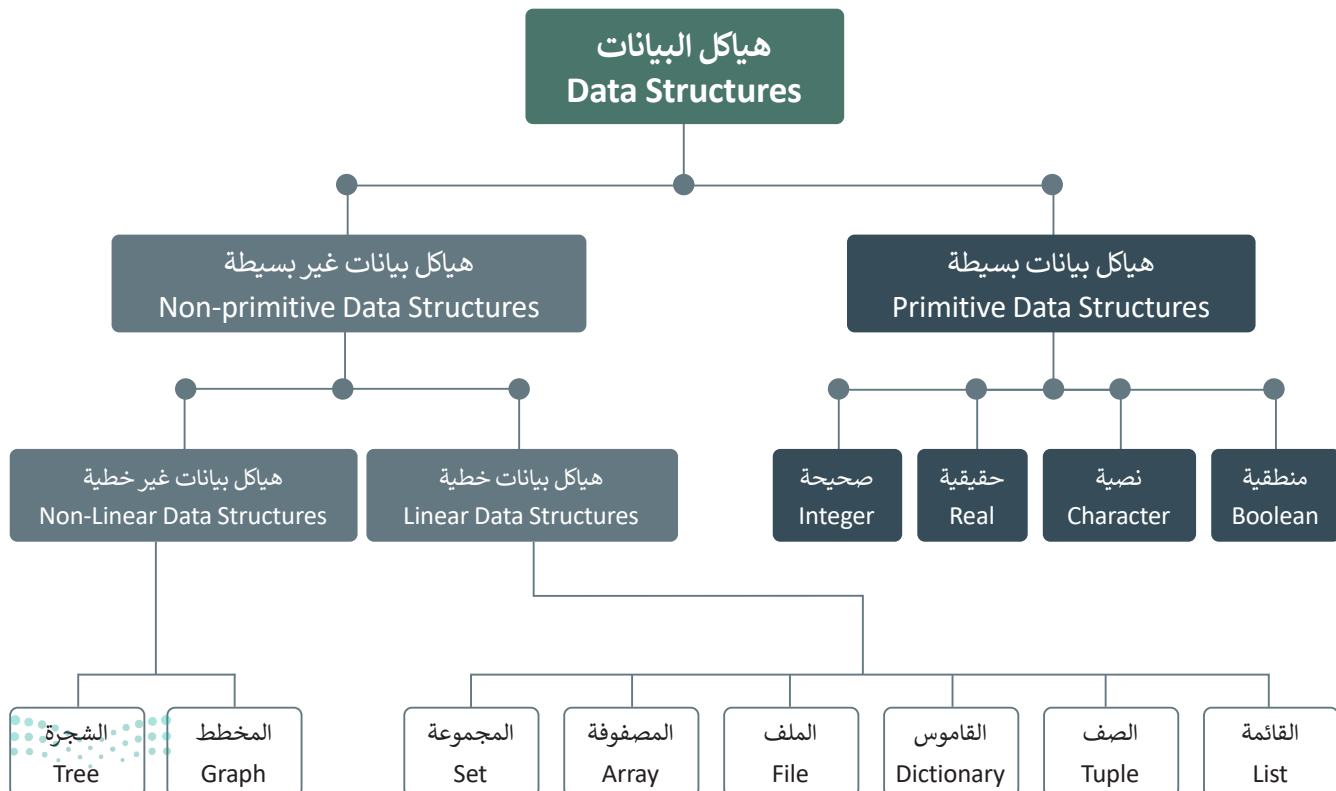 هياكل البيانات
Data Structures
هياكل بيانات بسيطة
Primitive Data Structures
هياكل بيانات غير بسيطة
Non-primitive Data Structures
منطقية
Boolean
نصية
Character
حقيقية
Real
صحيحة
Integer
هياكل بيانات خطية
Linear Data Structures
هياكل بيانات غير خطية
Non-Linear Data Structures
القائمة
List
الصف
Tuple
القاموس
Dictionary
الملف
File
المصفوفة
Array
المجموعة
Set
المخطط
Graph
الشجرة
Tree